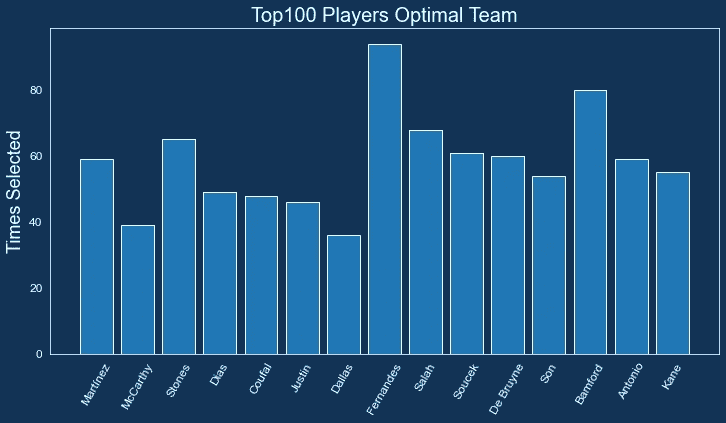 Top100 Players Optimal Team
Times Selected
80
60
40
20
0
Martínez
McCarthy
Stones
Dias
Coufal
Justin
Dallas
Fernandes
Salah
Soucek
De Bruyne
Son
Bamford
Antonio
Kane